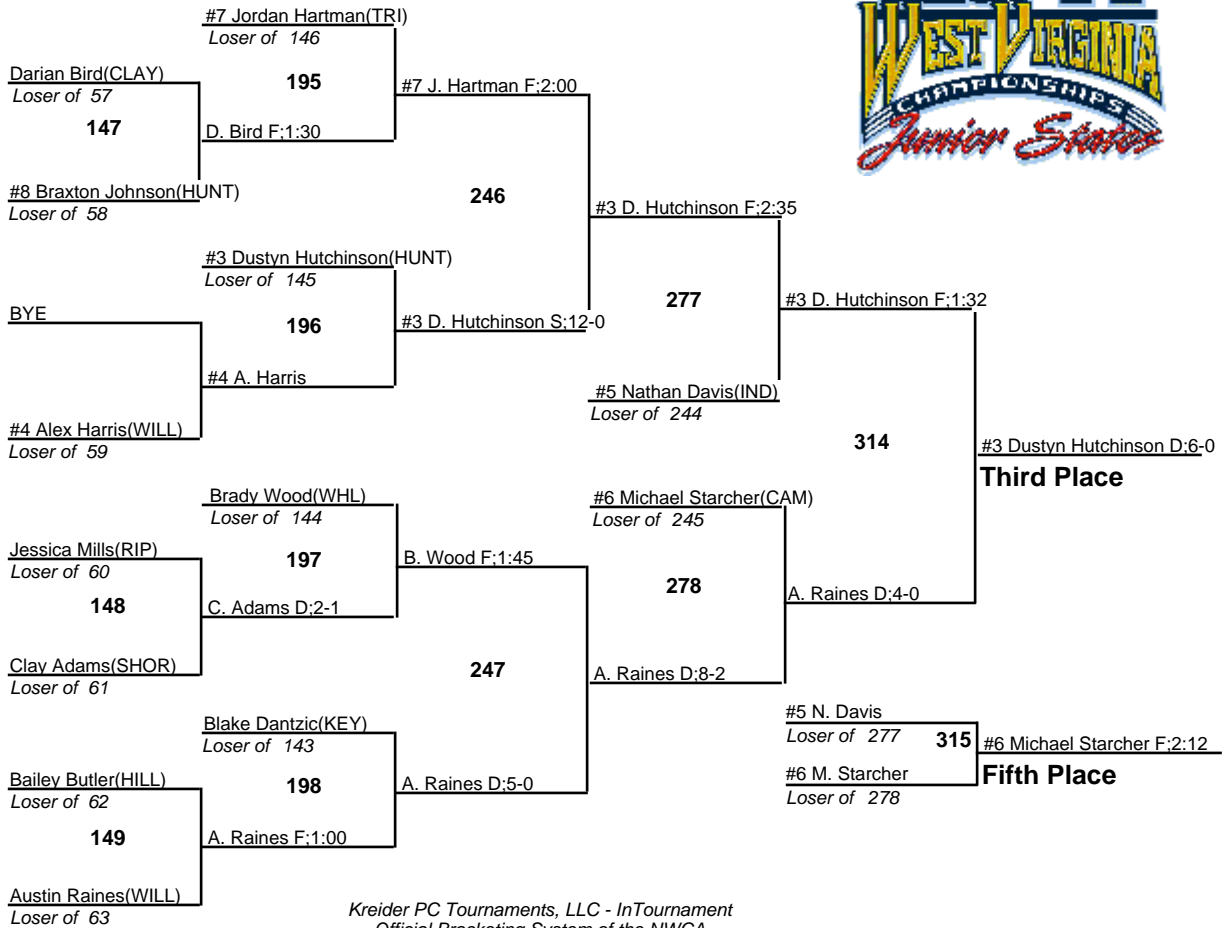 #7 Jordan Hartman(TRI)
Loser of 146
WEST VIRGINIA
CHAMPIONSHIPS
Junior States
Darian Bird(CLAY)
Loser of 57
195
#7 J. Hartman F;2:00
147
D. Bird F;1:30
#8 Braxton Johnson(HUNT)
Loser of 58
246
#3 D. Hutchinson F;2:35
#3 Dustyn Hutchinson(HUNT)
Loser of 145
277
#3 D. Hutchinson F;1:32
BYE
196
#3 D. Hutchinson S;12-0
#4 A. Harris
#5 Nathan Davis(IND)
Loser of 244
#4 Alex Harris(WILL)
Loser of 59
314
#3 Dustyn Hutchinson D;6-0
Third Place
Brady Wood(WHL)
Loser of 144
#6 Michael Starcher(CAM)
Loser of 245
Jessica Mills(RIP)
Loser of 60
197
B. Wood F;1:45
278
148
C. Adams D;2-1
A. Raines D;4-0
Clay Adams(SHOR)
Loser of 61
247
A. Raines D;8-2
Blake Dantzic(KEY)
Loser of 143
#5 N. Davis
Loser of 277
315
#6 Michael Starcher F;2:12
Fifth Place
Bailey Butler(HILL)
Loser of 62
198
A. Raines D;5-0
#6 M. Starcher
Loser of 278
149
A. Raines F;1:00
Austin Raines(WILL)
Loser of 63
Kreider PC Tournaments, LLC - InTournament
Official Bracketing System of the NWCA